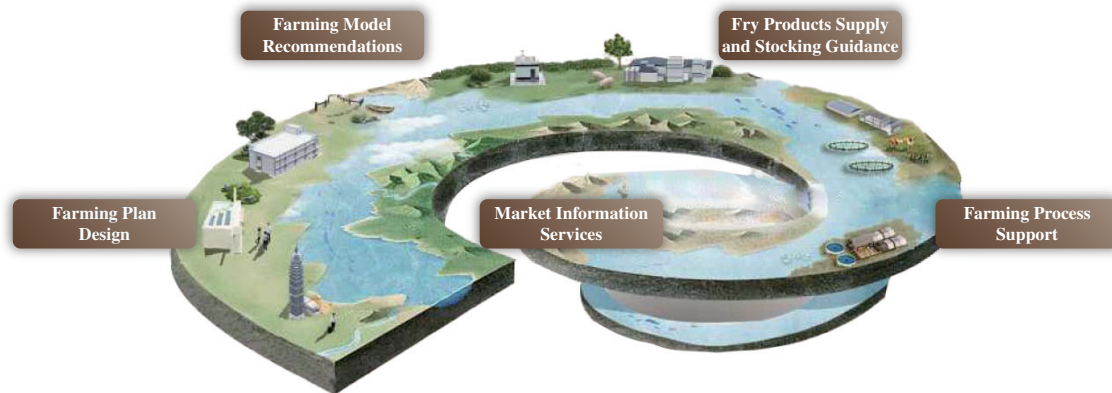 Farming Model
Recommendations
Fry Products Supply
and Stocking Guidance
Farming Plan
Design
Market Information
Services
Farming Process
Support